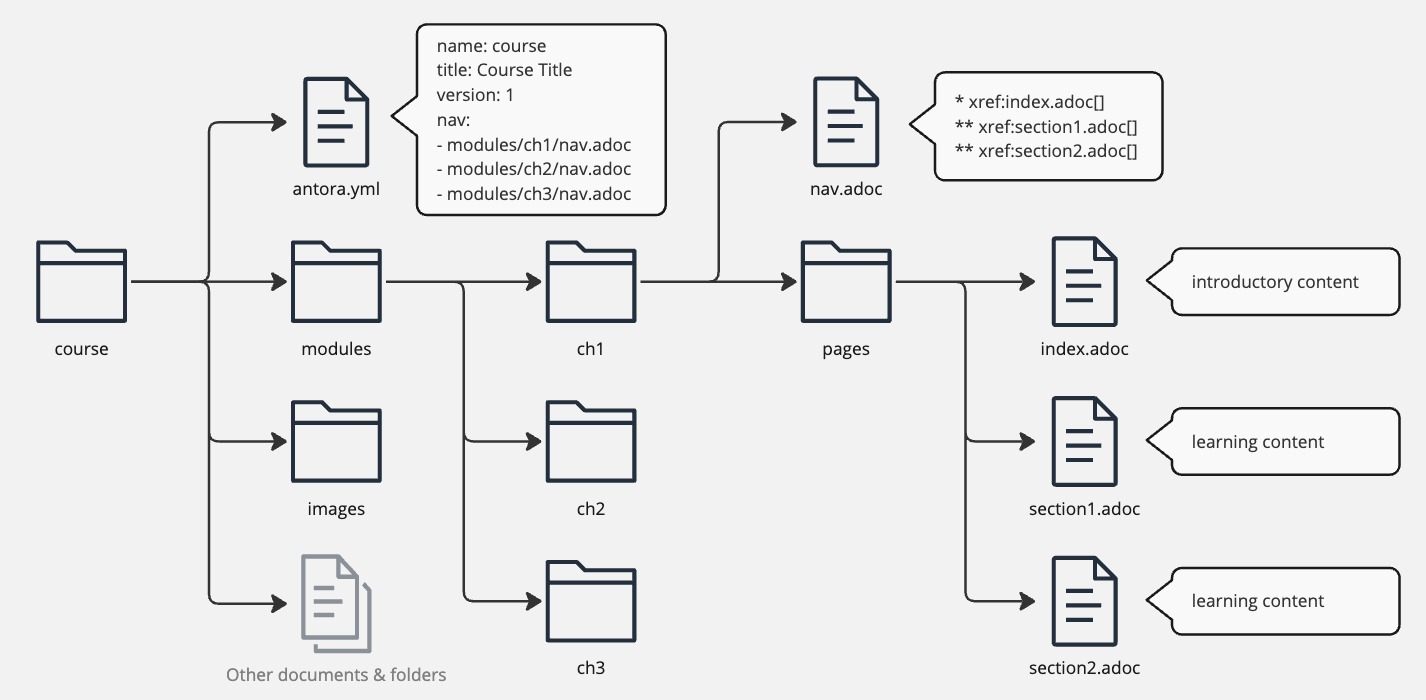 name: course
title: Course Title
version: 1
nav:
- modules/ch1/nav.adoc
- modules/ch2/nav.adoc
- modules/ch3/nav.adoc
* xref:index.adoc[]
** xref:section1.adoc[]
** xref:section2.adoc[]
antora.yml
nav.adoc
introductory content
course
modules
ch1
pages
index.adoc
learning content
images
ch2
section1.adoc
learning content
Other documents & folders
ch3
section2.adoc